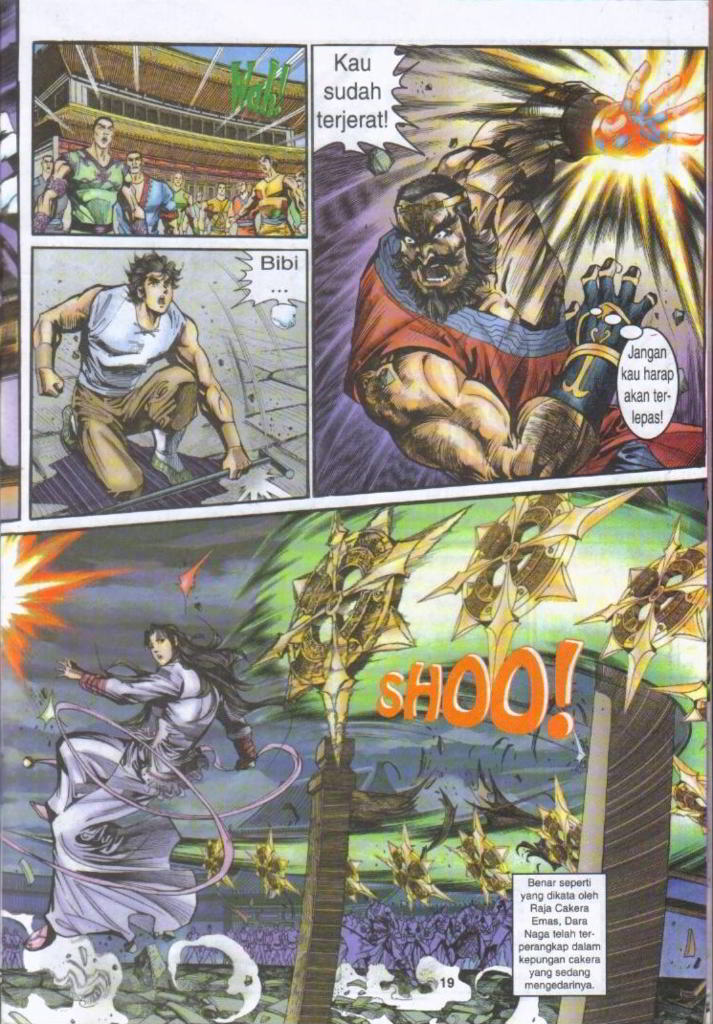 Wah!
Kau
sudah
terjerat!
Bibi
...
Jangan
kau harap
akan ter-
lepas!
SHOO!
Benar seperti
yang dikata oleh
Raja Cakera
Emas, Dara
Naga telah ter-
perangkap dalam
kepungan cakera
yang sedang
mengedarinya.
19